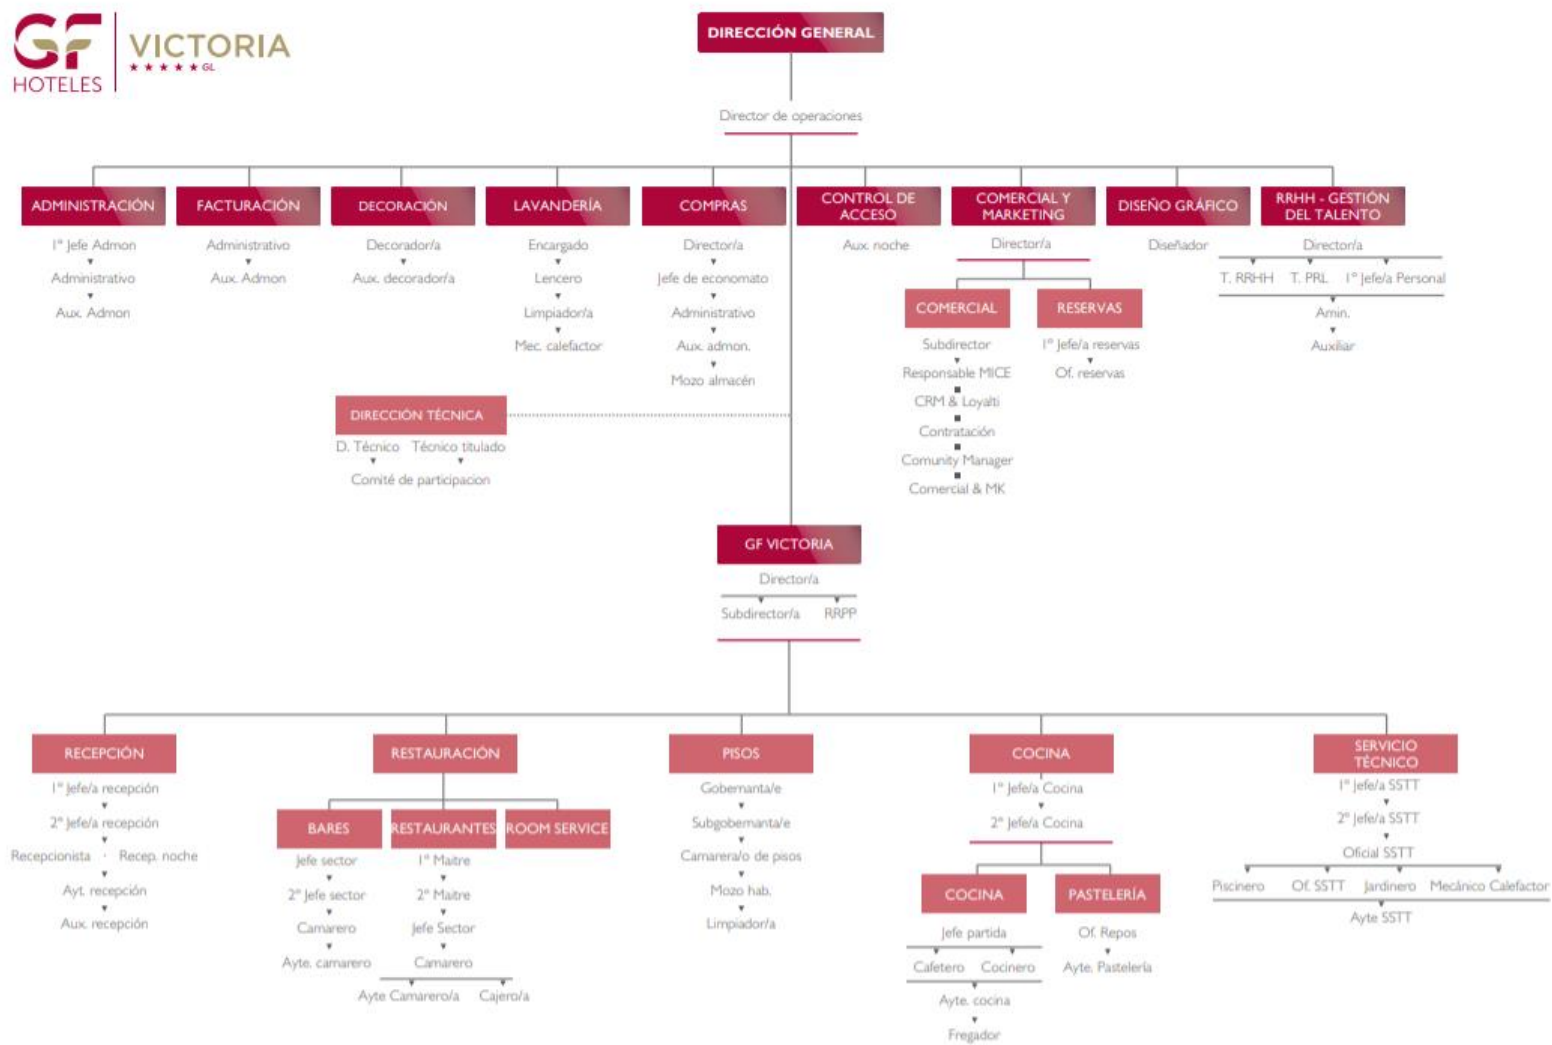 GF
HOTELES
VICTORIA
★★★★★ GL
DIRECCIÓN GENERAL
Director de operaciones
ADMINISTRACIÓN
1º Jefe Admon
Administrativo
Aux. Admon
FACTURACIÓN
Administrativo
Aux. Admon
DECORACIÓN
Decorador/a
Aux. decorador/a
LAVANDERÍA
Encargado
Lencero
Limpiador/a
Mec. calefactor
COMPRAS
Director/a
Jefe de economato
Administrativo
Aux. admon.
Mozo almacén
CONTROL DE
ACCESO
Aux. noche
COMERCIAL Y
MARKETING
Director/a
COMERCIAL
Subdirector
Responsable MICE
CRM & Loyalti
Contratación
Comunity Manager
Comercial & MK
RESERVAS
1º Jefe/a reservas
Of. reservas
DISEÑO GRÁFICO
Diseñador
RRHH - GESTIÓN
DEL TALENTO
Director/a
T. RRHH T. PRL 1º Jefe/a Personal
Amin.
Auxiliar
DIRECCIÓN TÉCNICA
D. Técnico Técnico titulado
Comité de participacion
GF VICTORIA
Director/a
Subdirector/a RRPP
RECEPCIÓN
1º Jefe/a recepción
2º Jefe/a recepción
Recepcionista · Recep. noche
Ayt. recepción
Aux. recepción
RESTAURACIÓN
BARES
Jefe sector
2º Jefe sector
Camarero
Ayte. camarero
RESTAURANTES
1º Maitre
2º Maitre
Jefe Sector
Camarero
Ayte Camarero/a Cajero/a
ROOM SERVICE
PISOS
Gobernanta/e
Subgobernanta/e
Camarera/o de pisos
Mozo hab.
Limpiador/a
COCINA
1º Jefe/a Cocina
2º Jefe/a Cocina
COCINA
Jefe partida
Cafetero Cocinero
Ayte. cocina
Fregador
PASTELERÍA
Of. Repos
Ayte. Pastelería
SERVICIO
TÉCNICO
1º Jefe/a SSTT
2º Jefe/a SSTT
Oficial SSTT
Piscinero Of. SSTT Jardinero Mecánico Calefactor
Ayte SSTT